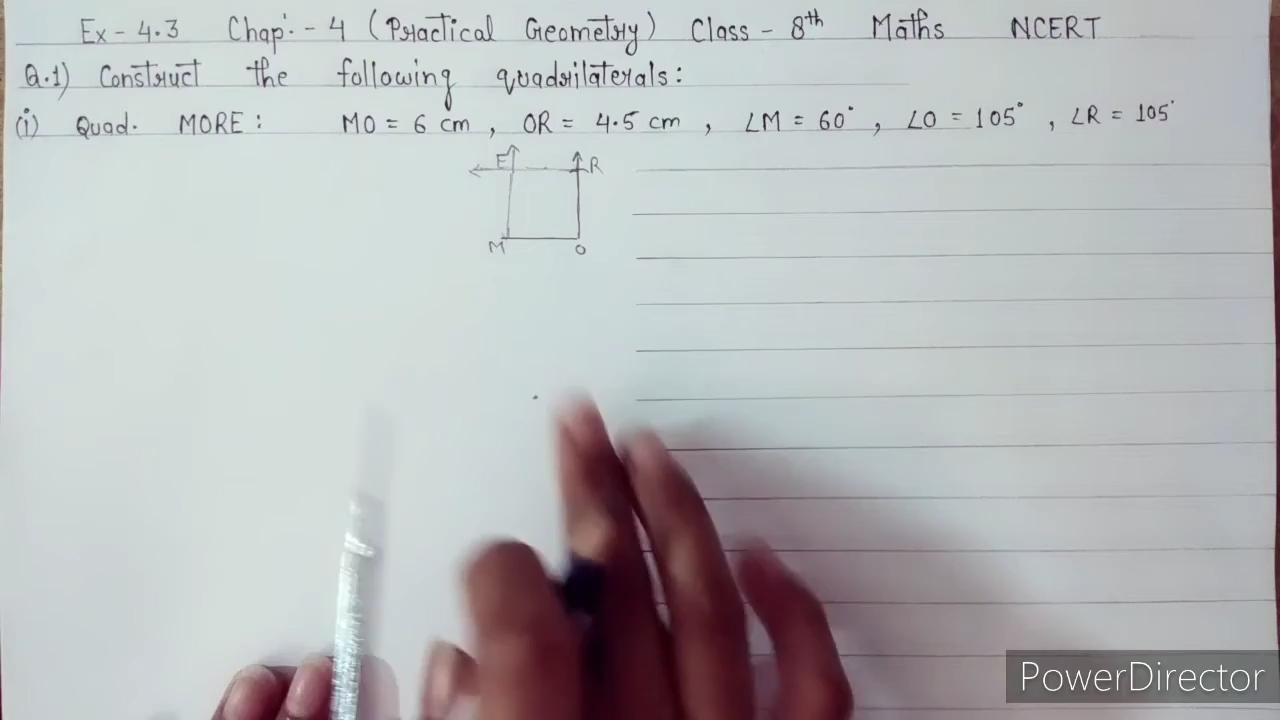 Ex - 4.3 Chap: - 4 (Practical Geometry) Class - 8th Maths NCERT
Q.1) Construct the following quadrilaterals:
(i) Quad. MORE: MO = 6 cm, OR = 4.5 cm, ∠M = 60°, ∠O = 105°, ∠R = 105°
E R
M O
PowerDirector